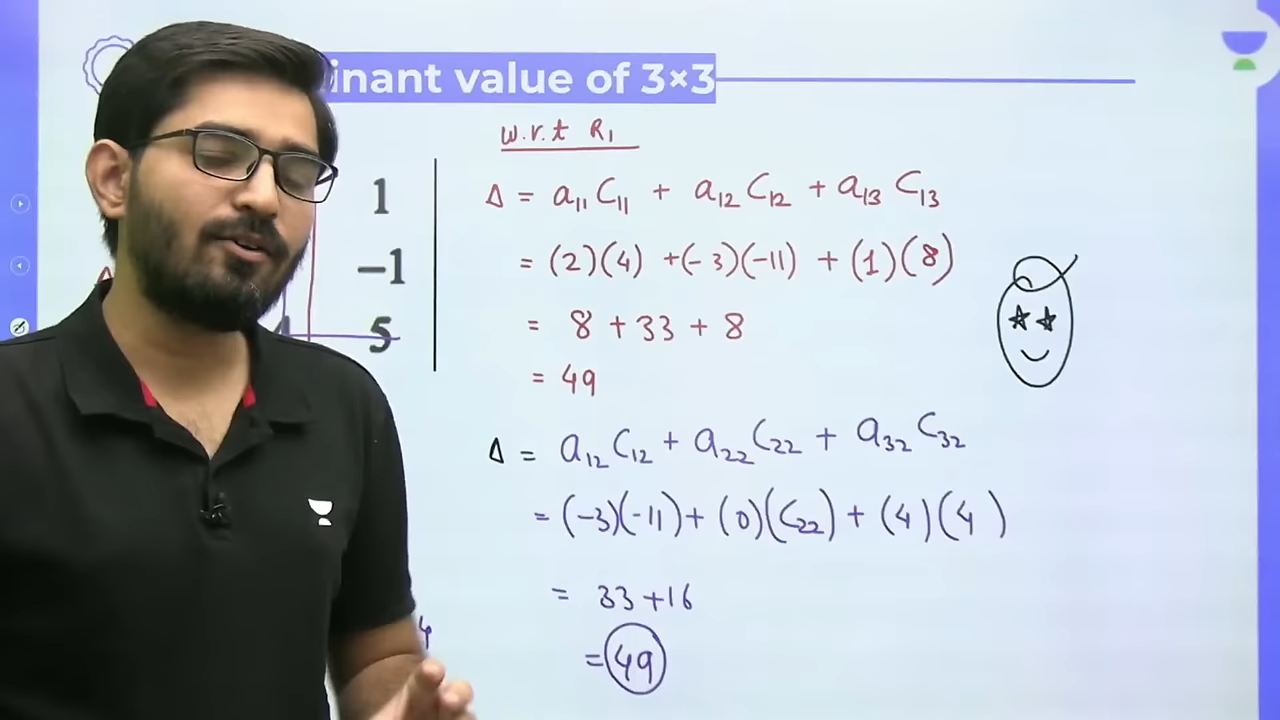 inant value of 3×3
w.r.t R₁
1
-1
5
Δ = a₁₁C₁₁ + a₁₂C₁₂ + a₁₃C₁₃
= (2)(4) +(-3)(-11) + (1)(8)
= 8 + 33 + 8
= 49
Δ = a₁₂C₁₂ + a₂₂C₂₂ + a₃₂C₃₂
= (-3)(-11) + (0)(C₂₂) + (4)(4)
= 33 + 16
= 49
4